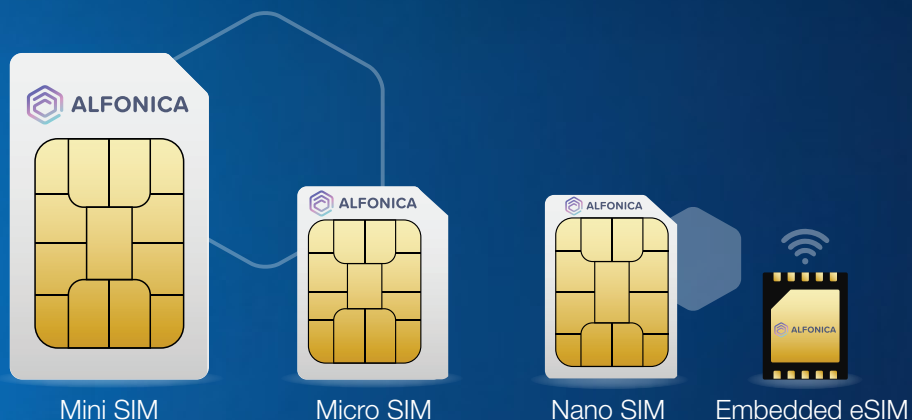 ALFONICA
ALFONICA
ALFONICA
ALFONICA
Mini SIM
Micro SIM
Nano SIM
Embedded eSIM